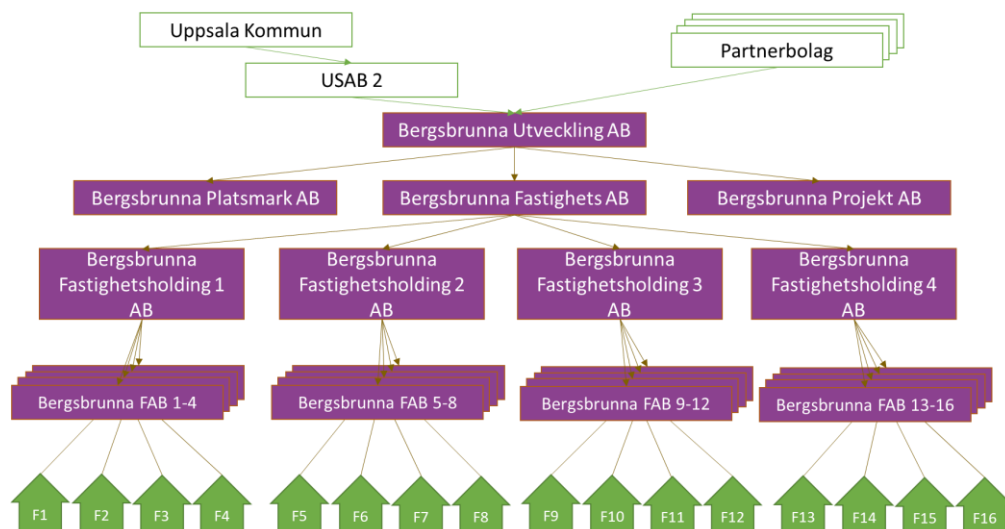 Uppsala Kommun
Partnerbolag
USAB 2
Bergsbrunna Utveckling AB
Bergsbrunna Platsmark AB
Bergsbrunna Fastighets AB
Bergsbrunna Projekt AB
Bergsbrunna
Fastighetsholding 1
AB
Bergsbrunna
Fastighetsholding 2
AB
Bergsbrunna
Fastighetsholding 3
AB
Bergsbrunna
Fastighetsholding 4
AB
Bergsbrunna FAB 1-4
Bergsbrunna FAB 5-8
Bergsbrunna FAB 9-12
Bergsbrunna FAB 13-16
F1
F2
F3
F4
F5
F6
F7
F8
F9
F10
F11
F12
F13
F14
F15
F16